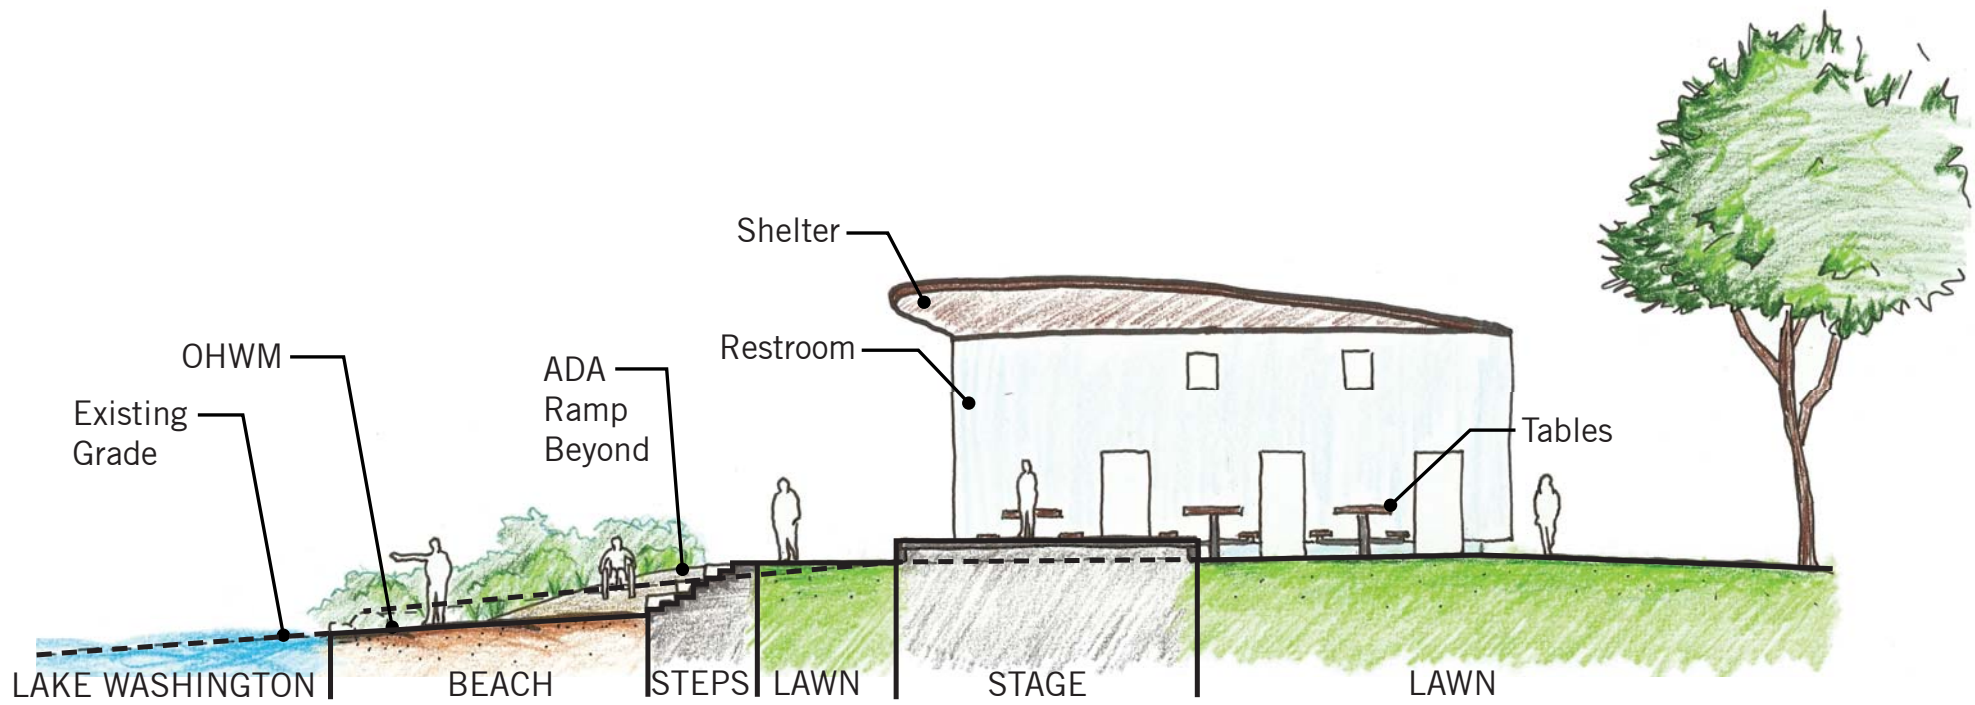 Shelter
Restroom
OHWM
ADA
Ramp
Beyond
Existing
Grade
Tables
LAKE WASHINGTON
BEACH
STEPS
LAWN
STAGE
LAWN